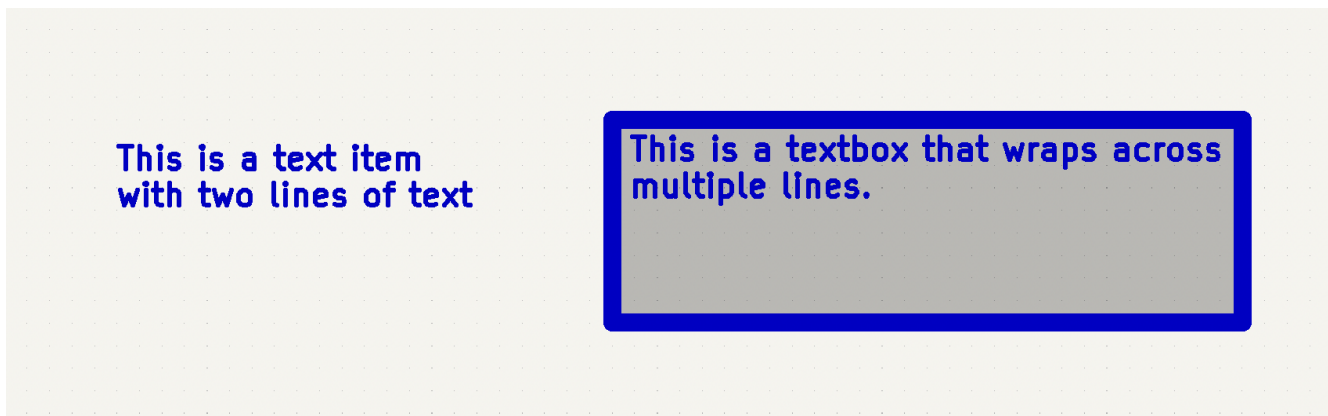 This is a text item
with two lines of text
This is a textbox that wraps across
multiple lines.